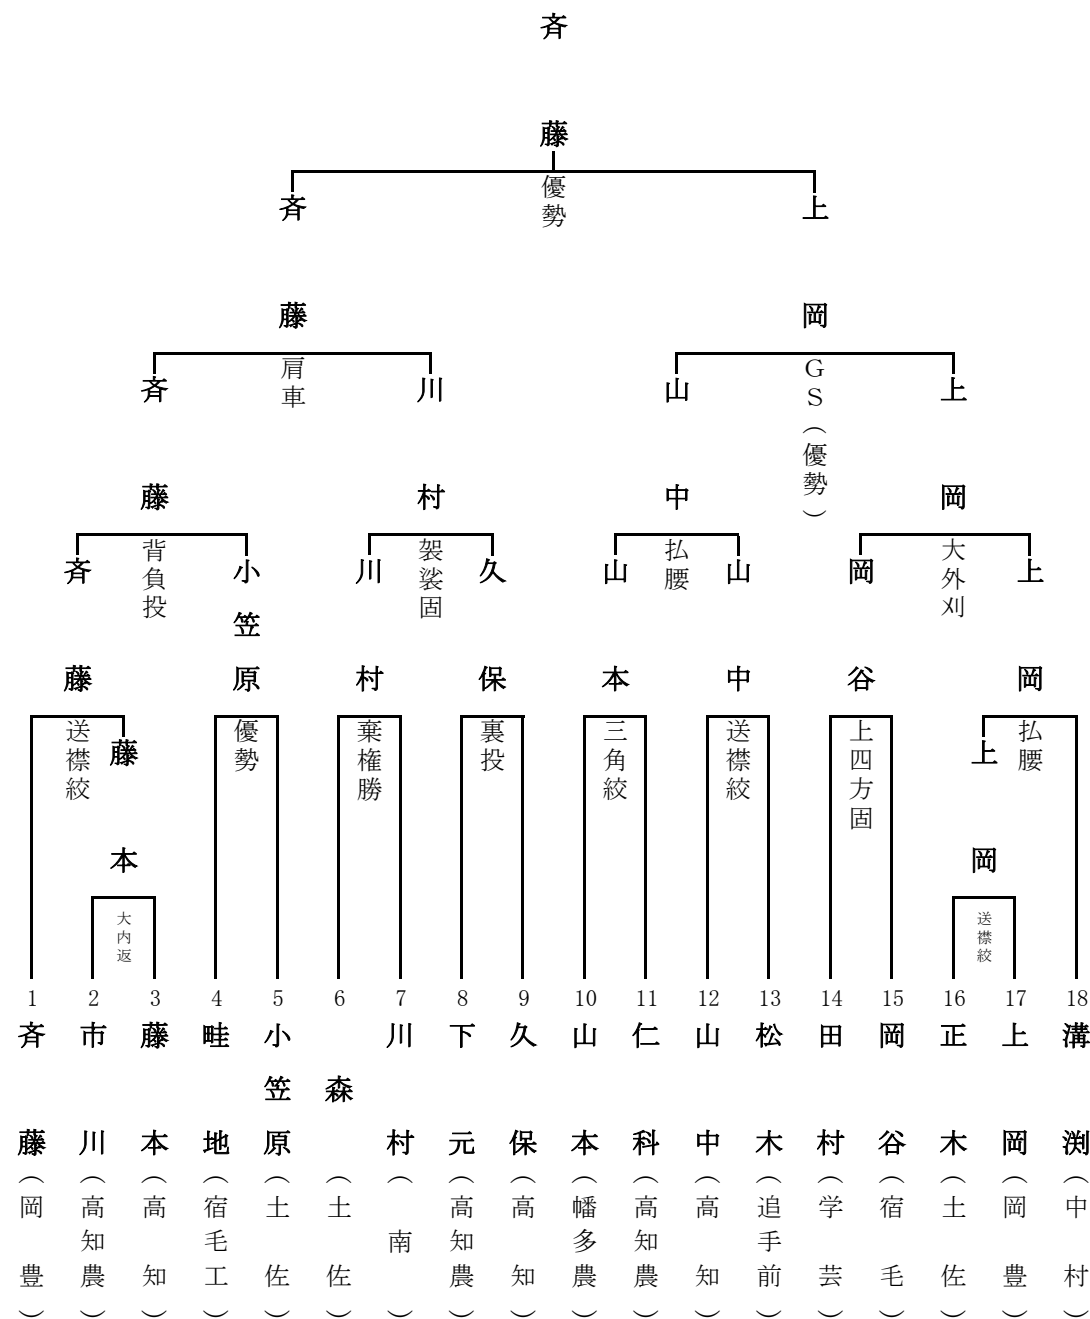 斉藤
優勢
斉藤
上岡
肩車
GS(優勢)
斉藤
川村
山中
上岡
背負投
袈裟固
払腰
大外刈
斉藤
小笠原
川村
久保
山本
山中
岡谷
上岡
送襟絞
優勢
棄権勝
裏投
三角絞
送襟絞
上四方固
払腰
藤本
上岡
大内返
送襟絞
1 斉藤(岡豊)
2 市川(高知農)
3 藤本(高知)
4 畦地(宿毛工)
5 小笠原(土佐)
6 森(土佐)
7 川村(南)
8 下元(高知農)
9 久保(高知)
10 山本(幡多農)
11 仁科(高知農)
12 山中(高知)
13 松木(追手前)
14 田村(学芸)
15 岡谷(宿毛)
16 正木(土佐)
17 上岡(岡豊)
18 溝渕(中村)